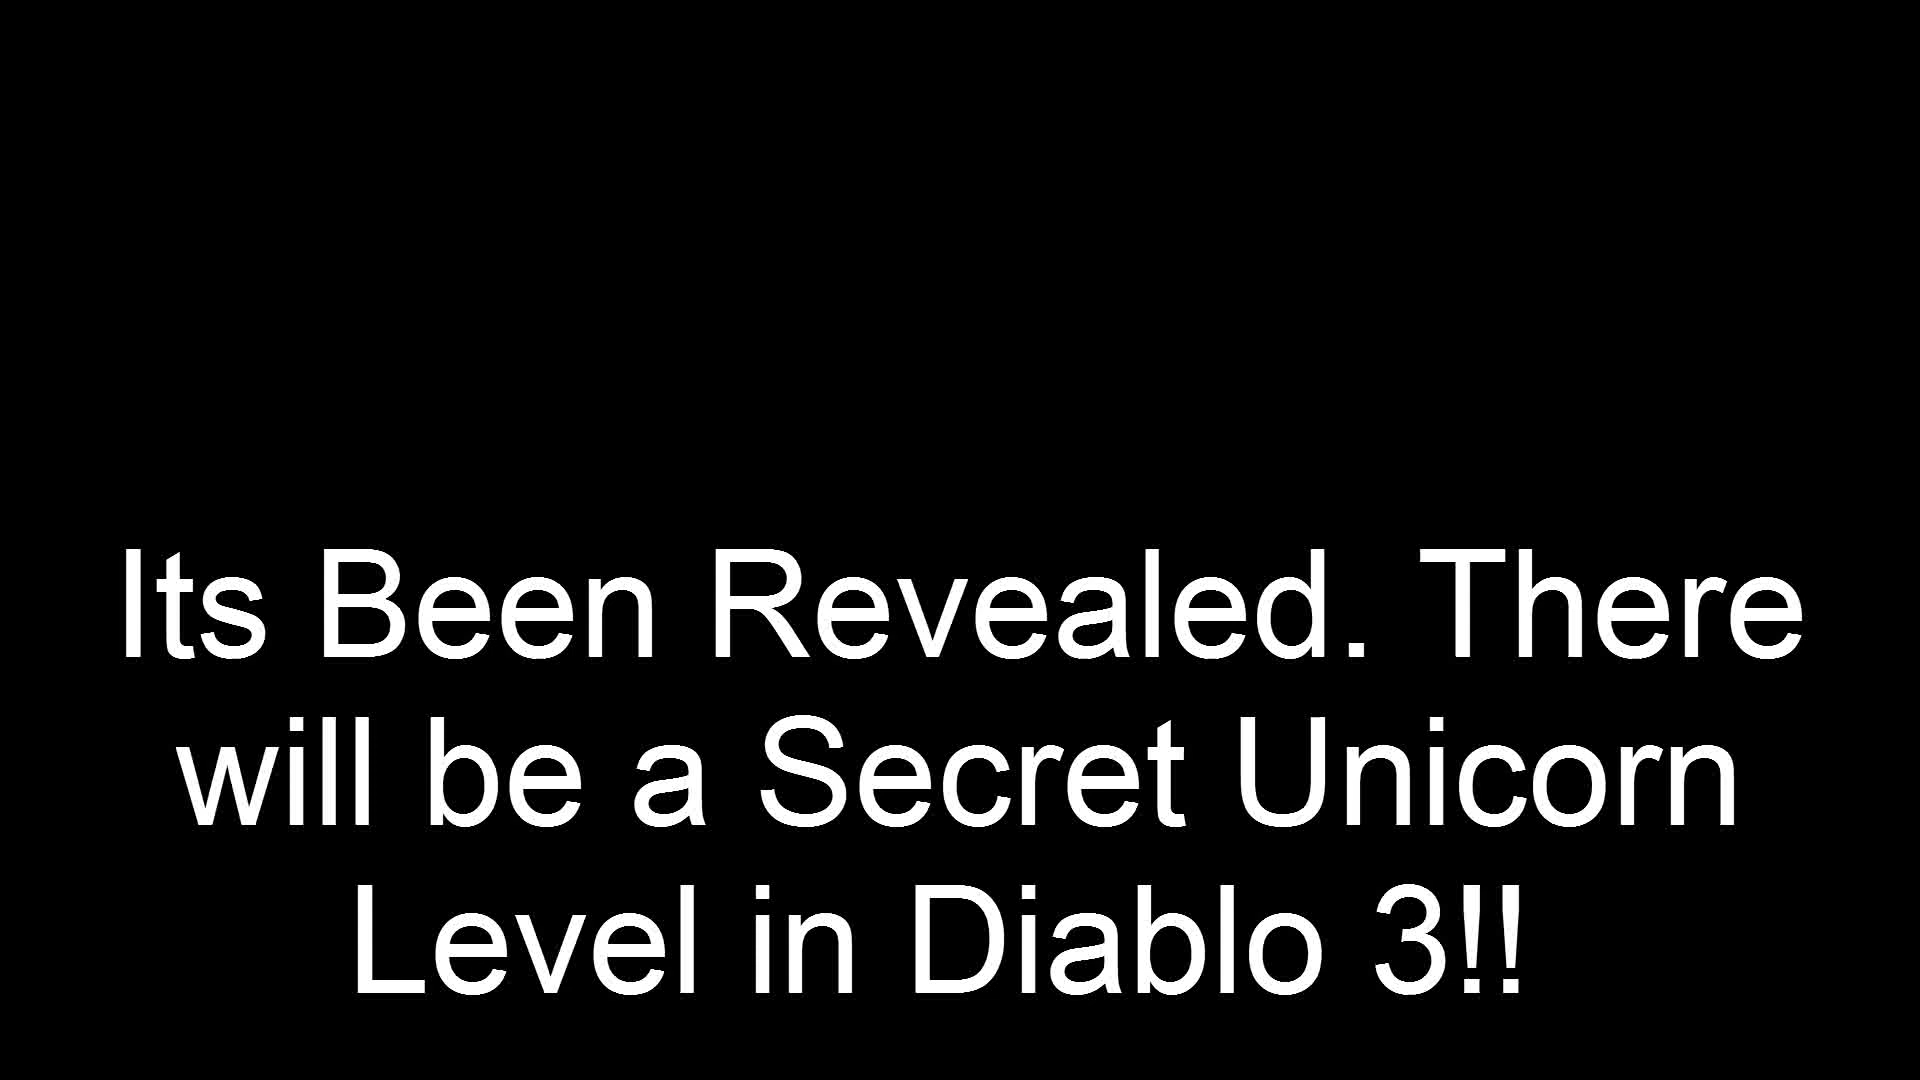 Its Been Revealed. There
will be a Secret Unicorn
Level in Diablo 3!!